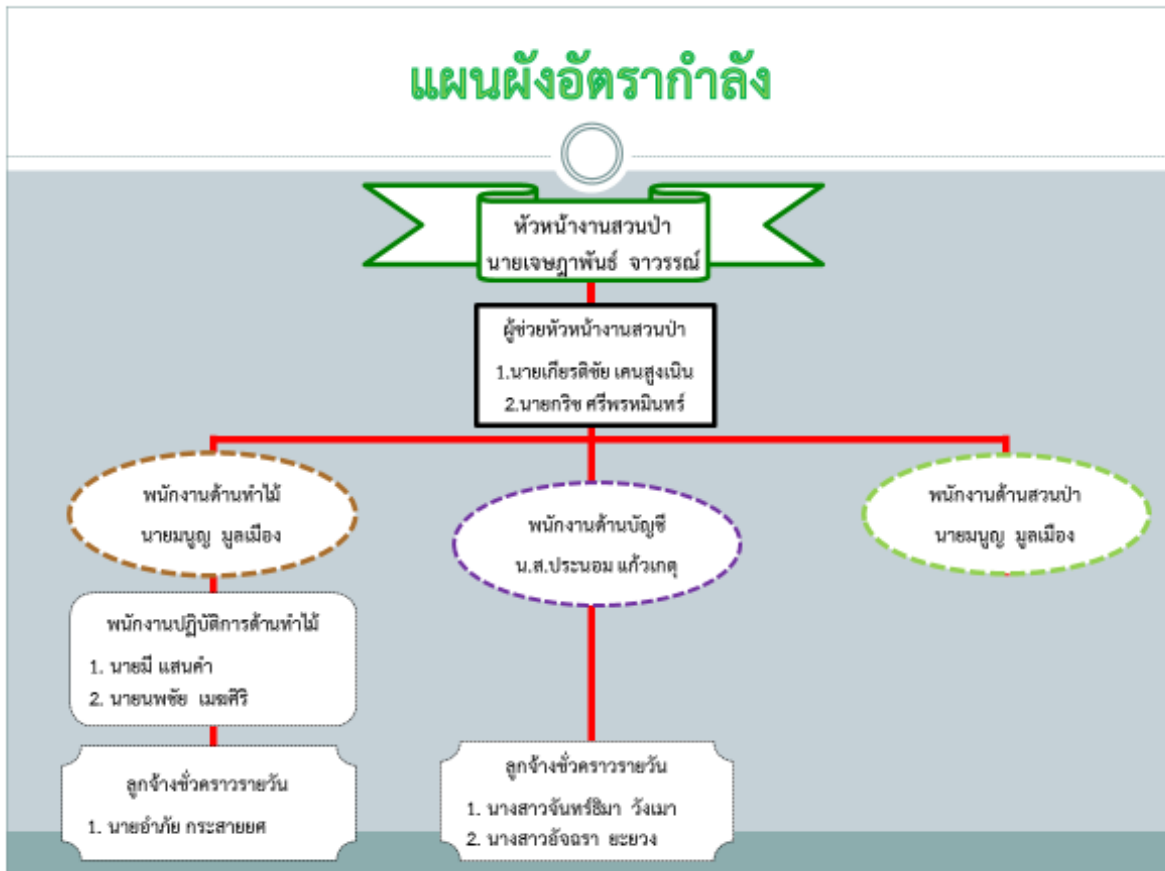 แผนผังอัตรากำลัง
หัวหน้างานสวนป่า
นายเจษฎาพันธ์ จาวรรณ์
ผู้ช่วยหัวหน้างานสวนป่า
1.นายเกียรติชัย เคนสูงเนิน
2.นายกริช ศรีพรหมินทร์
พนักงานด้านทำไม้
นายมนูญ มูลเมือง
พนักงานด้านบัญชี
น.ส.ประนอม แก้วเกตุ
พนักงานด้านสวนป่า
นายมนูญ มูลเมือง
พนักงานปฏิบัติการด้านทำไม้
1. นายมี แสนคำ
2. นายนพชัย เมฆศิริ
ลูกจ้างชั่วคราวรายวัน
1. นายอำภัย กระสายยศ
ลูกจ้างชั่วคราวรายวัน
1. นางสาวจันทร์ธิมา วังเมา
2. นางสาวอัจฉรา ยะยวง